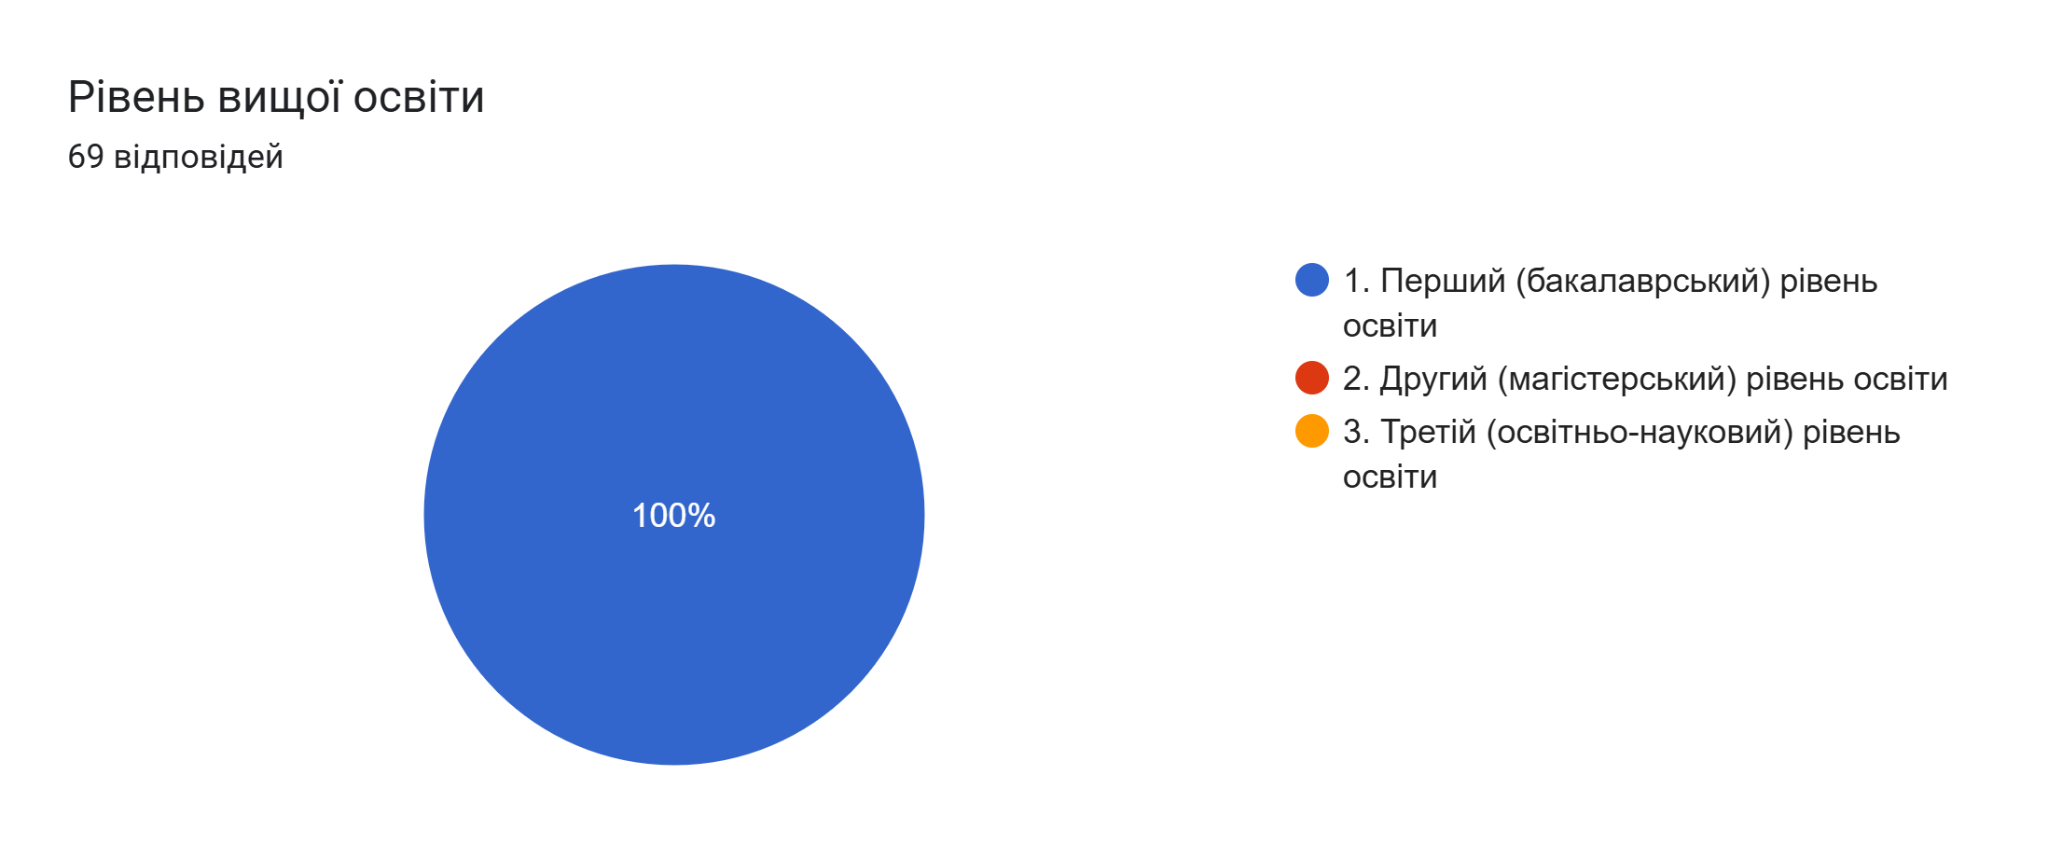 Рівень вищої освіти
69 відповідей
100%
1. Перший (бакалаврський) рівень
освіти
2. Другий (магістерський) рівень освіти
3. Третій (освітньо-науковий) рівень
освіти